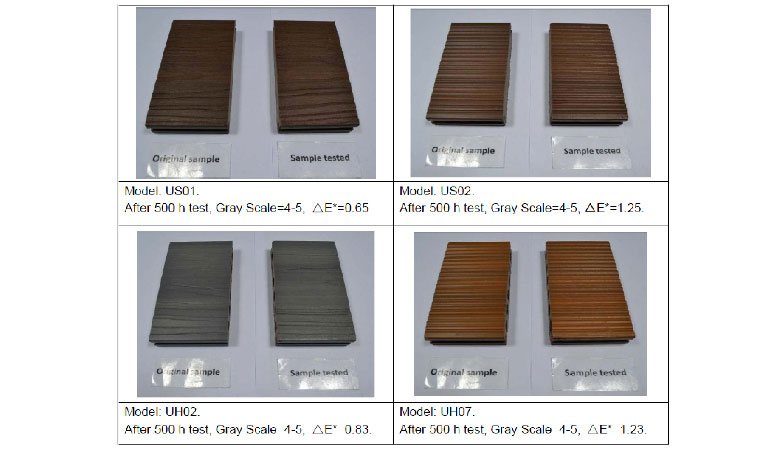 Original sample
Sample tested
Original sample
Sample tested
Model: US01.
After 500 h test, Gray Scale=4-5, △E*=0.65
Model: US02.
After 500 h test, Gray Scale=4-5, △E*=1.25.
Original sample
Sample tested
Original sample
Sample tested
Model: UH02.
After 500 h test, Gray Scale 4-5, △E* 0.83.
Model: UH07.
After 500 h test, Gray Scale 4-5, △E* 1.23.